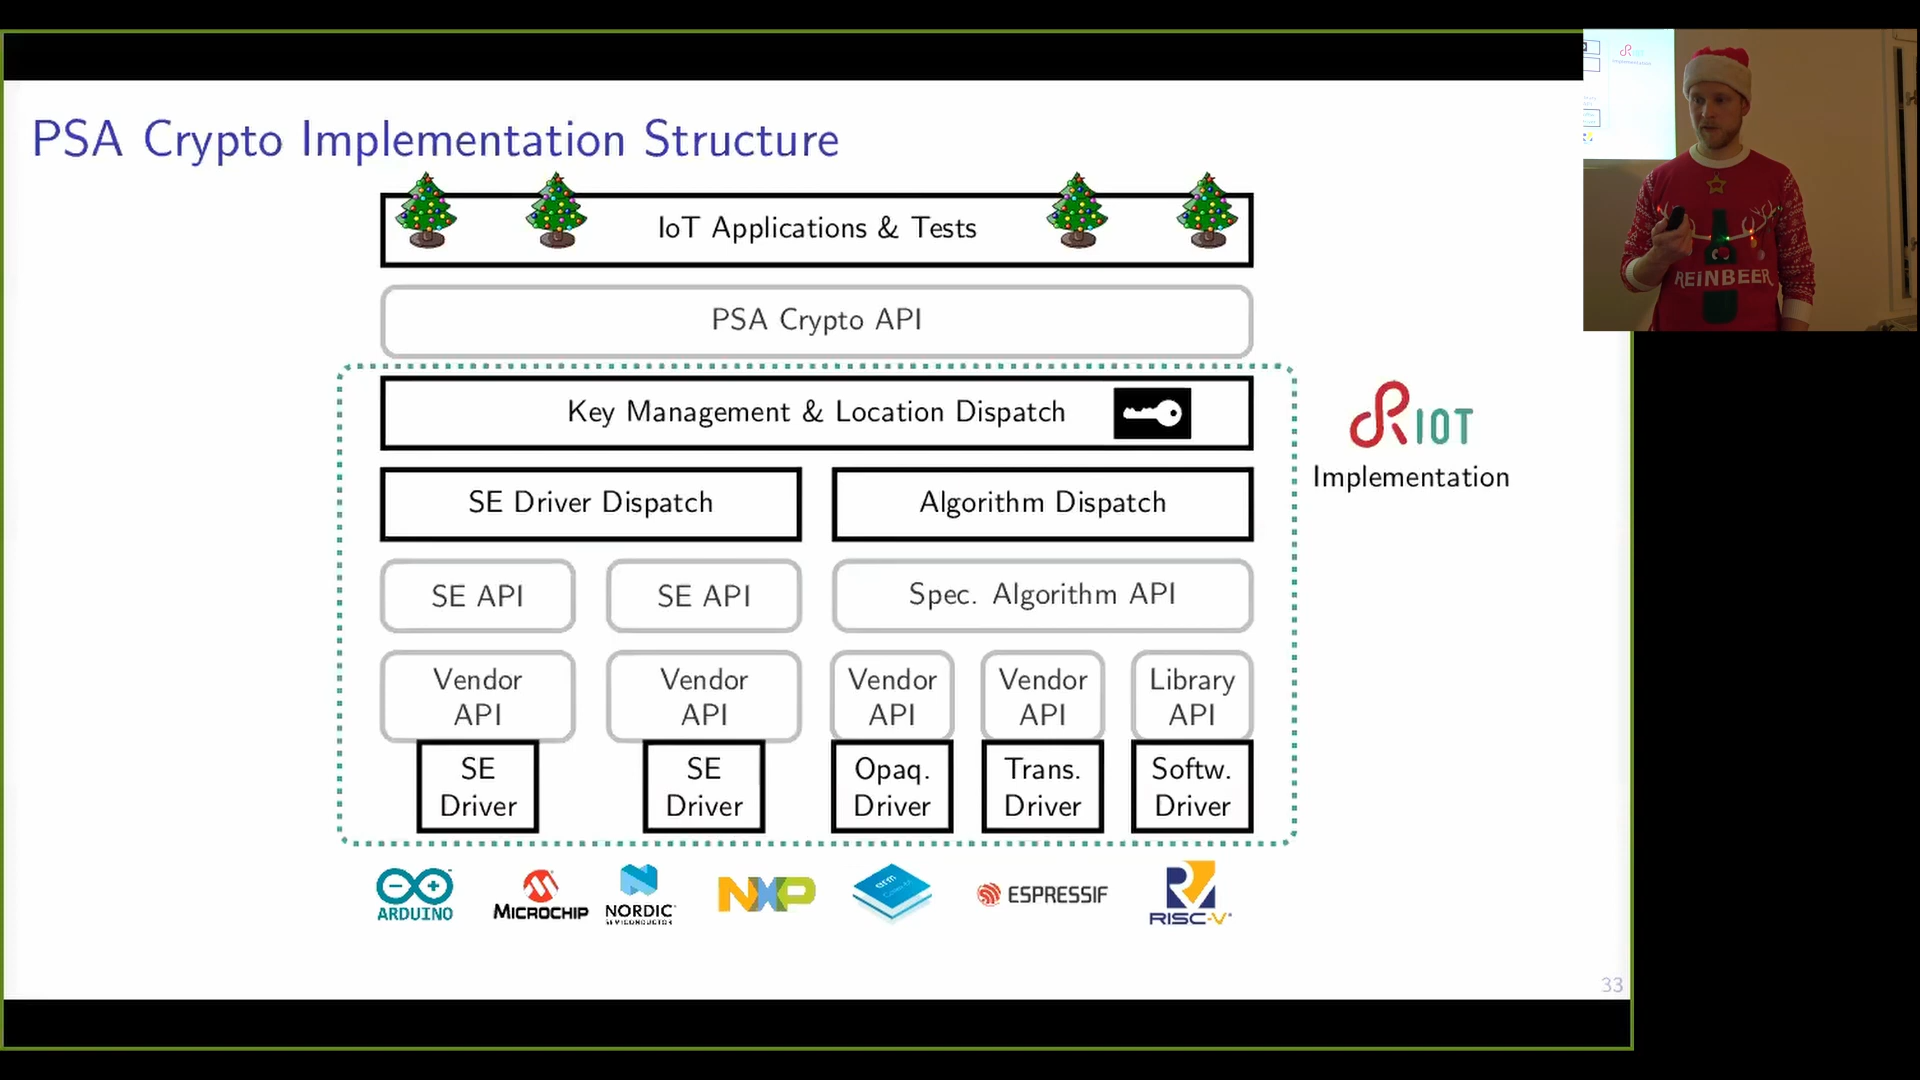 PSA Crypto Implementation Structure
IoT Applications & Tests
PSA Crypto API
Key Management & Location Dispatch
RIOT
Implementation
SE Driver Dispatch
Algorithm Dispatch
SE API
SE API
Spec. Algorithm API
Vendor
API
Vendor
API
Vendor
API
Vendor
API
Library
API
SE
Driver
SE
Driver
Opaq.
Driver
Trans.
Driver
Softw.
Driver
ARDUINO
MICROCHIP
NORDIC
SEMICONDUCTOR
NXP
arm
ESPRESSIF
RISC-V
33
REINBEER